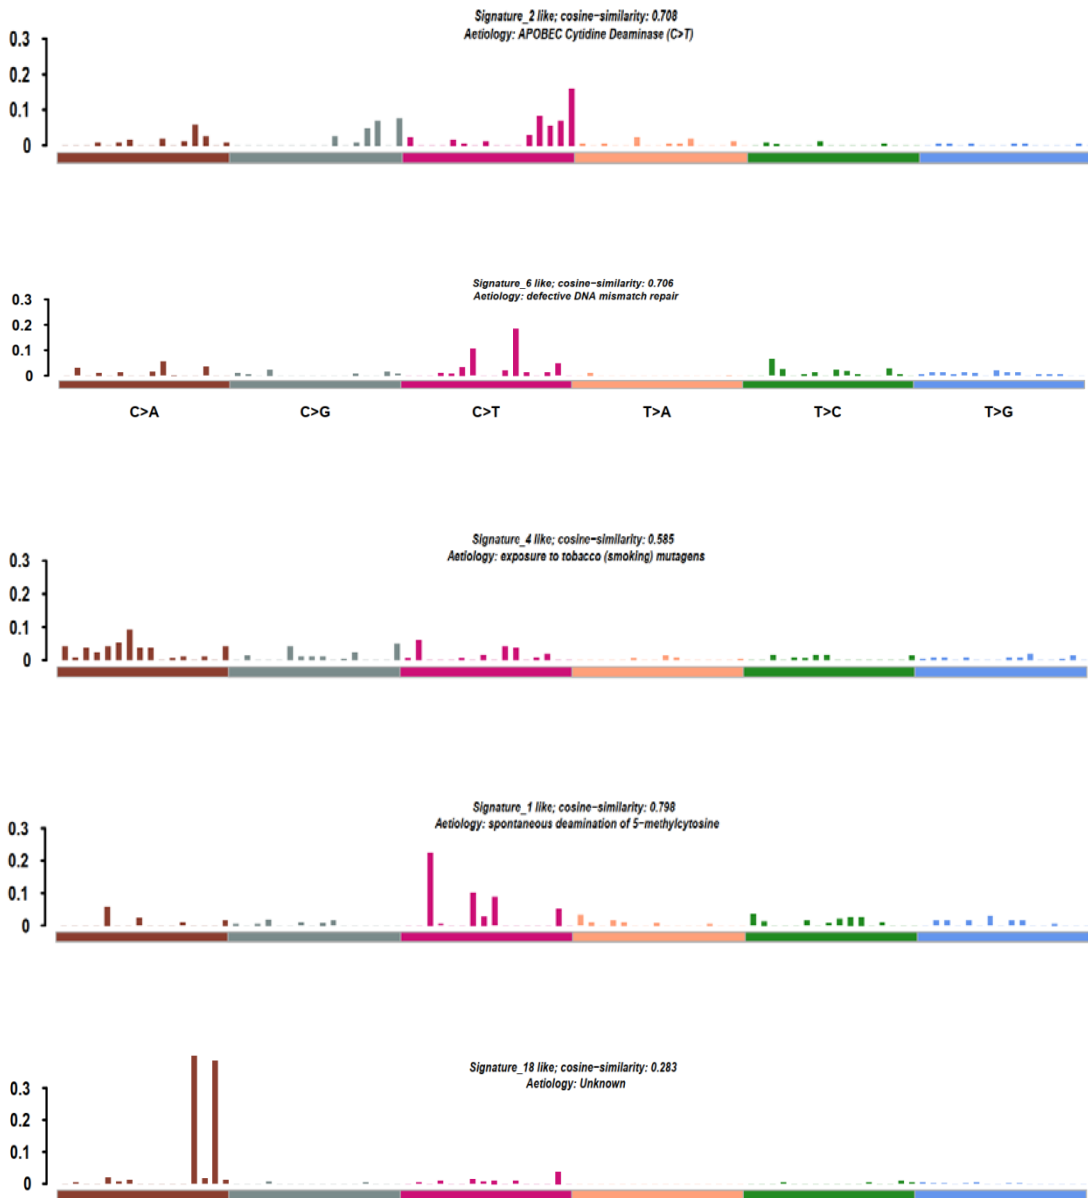 Signature_2 like; cosine−similarity: 0.708
Aetiology: APOBEC Cytidine Deaminase (C>T)
0.3
0.2
0.1
0
Signature_6 like; cosine−similarity: 0.706
Aetiology: defective DNA mismatch repair
0.3
0.2
0.1
0
C>A C>G C>T T>A T>C T>G
Signature_4 like; cosine−similarity: 0.585
Aetiology: exposure to tobacco (smoking) mutagens
0.3
0.2
0.1
0
Signature_1 like; cosine−similarity: 0.798
Aetiology: spontaneous deamination of 5−methylcytosine
0.3
0.2
0.1
0
Signature_18 like; cosine−similarity: 0.283
Aetiology: Unknown
0.3
0.2
0.1
0